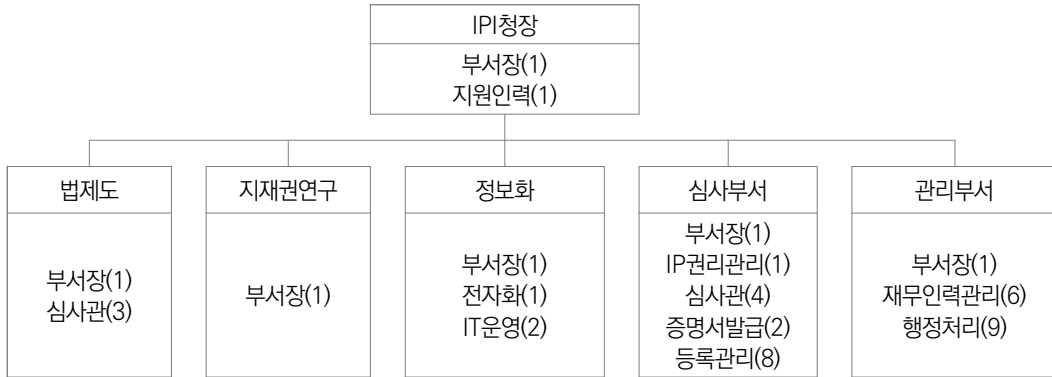 IPI청장
부서장(1)
지원인력(1)
법제도
부서장(1)
심사관(3)
지재권연구
부서장(1)
정보화
부서장(1)
전자화(1)
IT운영(2)
심사부서
부서장(1)
IP권리관리(1)
심사관(4)
증명서발급(2)
등록관리(8)
관리부서
부서장(1)
재무인력관리(6)
행정처리(9)